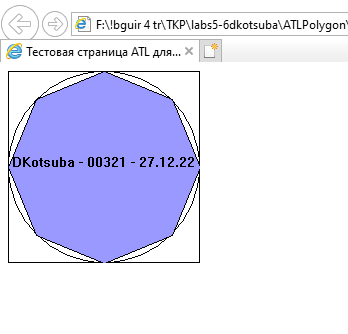 F:\!bguir 4 tr\TKP\labs5-6dkotsuba\ATLPolygon\
Тестовая страница ATL для...
DKotsuba - 00321 - 27.12.22